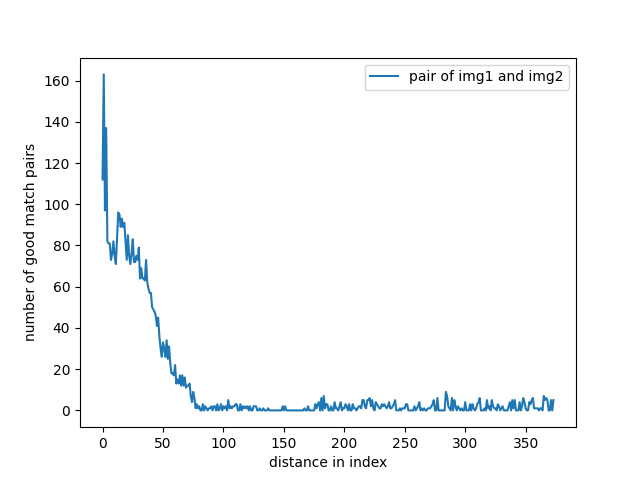 pair of img1 and img2
number of good match pairs
160
140
120
100
80
60
40
20
0
0 50 100 150 200 250 300 350
distance in index